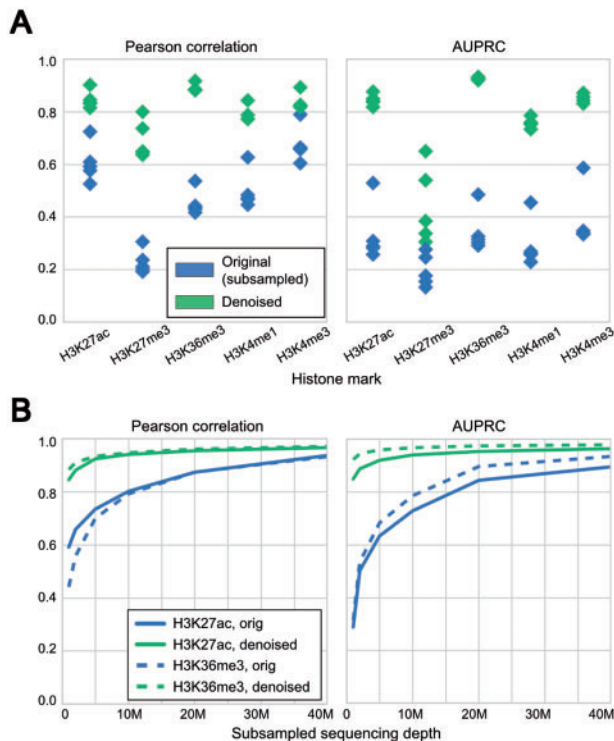 A
Pearson correlation
AUPRC
1.0
0.8
0.6
0.4
0.2
0.0
Original
(subsampled)
Denoised
H3K27ac
H3K27me3
H3K36me3
H3K4me1
H3K4me3
H3K27ac
H3K27me3
H3K36me3
H3K4me1
H3K4me3
Histone mark
B
Pearson correlation
AUPRC
1.0
0.8
0.6
0.4
0.2
0.0
H3K27ac, orig
H3K27ac, denoised
H3K36me3, orig
H3K36me3, denoised
0 10M 20M 30M 40M 0 10M 20M 30M 40M
Subsampled sequencing depth